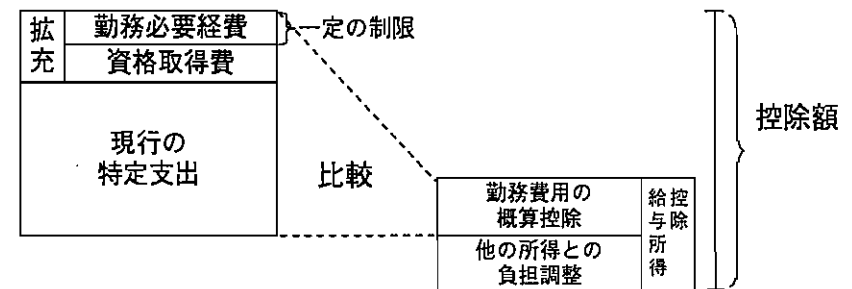 拡充
勤務必要経費
一定の制限
資格取得費
現行の
特定支出
比較
勤務費用の
概算控除
他の所得との
負担調整
給与所得
控除
控除額